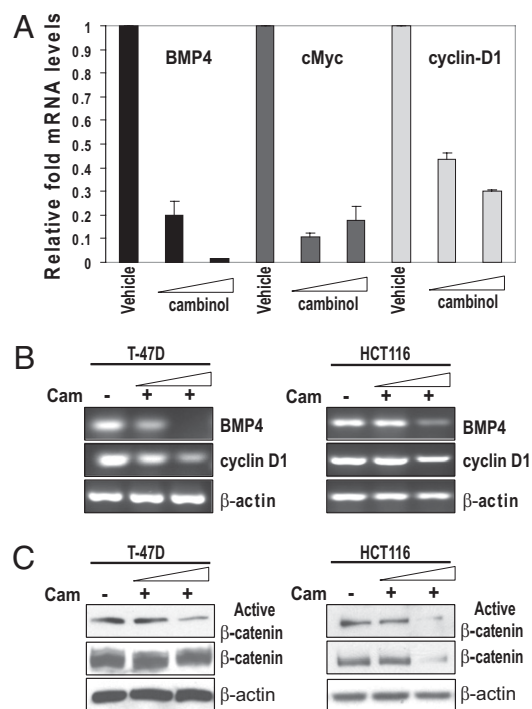 A
Relative fold mRNA levels
1
0.9
0.8
0.7
0.6
0.5
0.4
0.3
0.2
0.1
0
BMP4
cMyc
cyclin-D1
Vehicle
cambinol
Vehicle
cambinol
Vehicle
cambinol
B
T-47D
Cam - + +
BMP4
cyclin D1
β-actin
HCT116
Cam - + +
BMP4
cyclin D1
β-actin
C
T-47D
Cam - + +
Active
β-catenin
β-catenin
β-actin
HCT116
Cam - + +
Active
β-catenin
β-catenin
β-actin